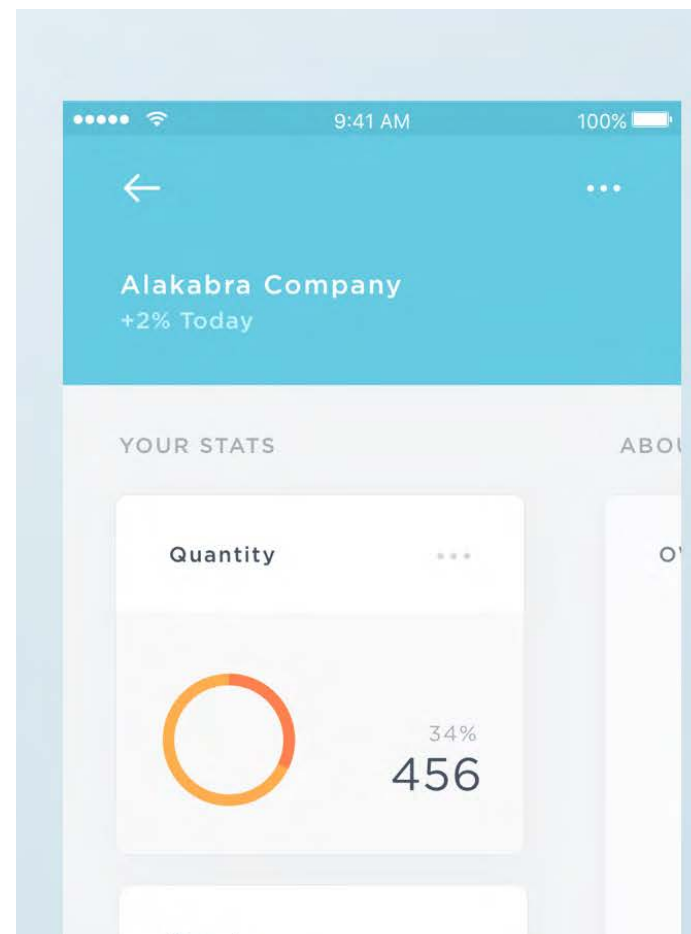 9:41 AM 100%
Alakabra Company
+2% Today
YOUR STATS
Quantity
34%
456